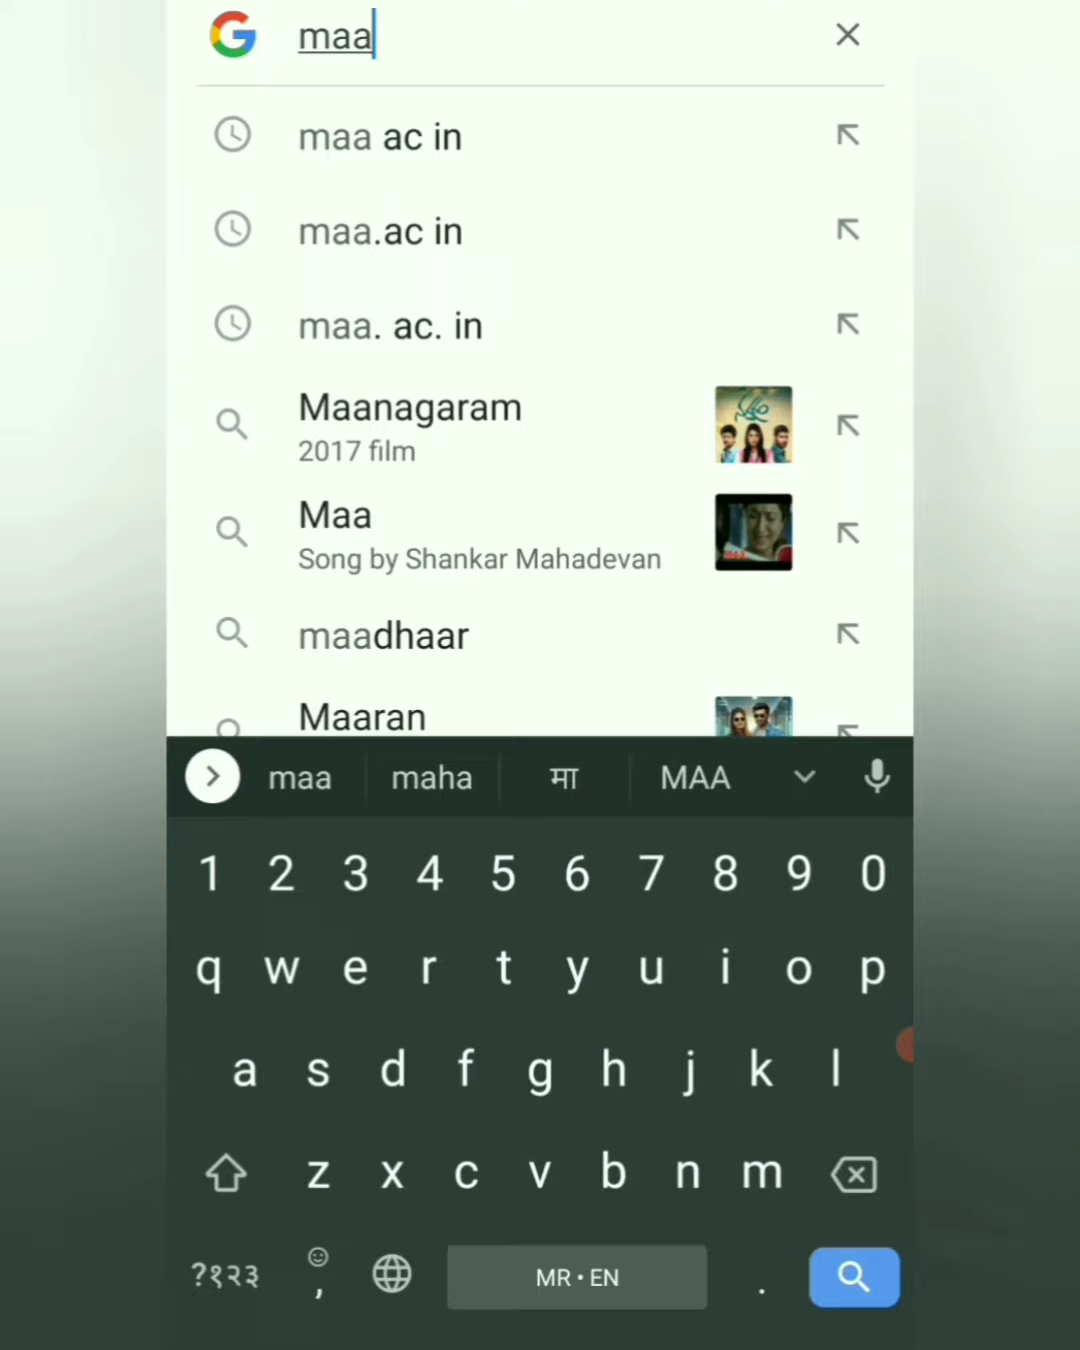 maa
maa ac in
maa.ac in
maa. ac. in
Maanagaram
2017 film
Maa
Song by Shankar Mahadevan
maadhaar
Maaran
maa maha मा MAA
1 2 3 4 5 6 7 8 9 0
q w e r t y u i o p
a s d f g h j k l
z x c v b n m
?१२३ , MR • EN .